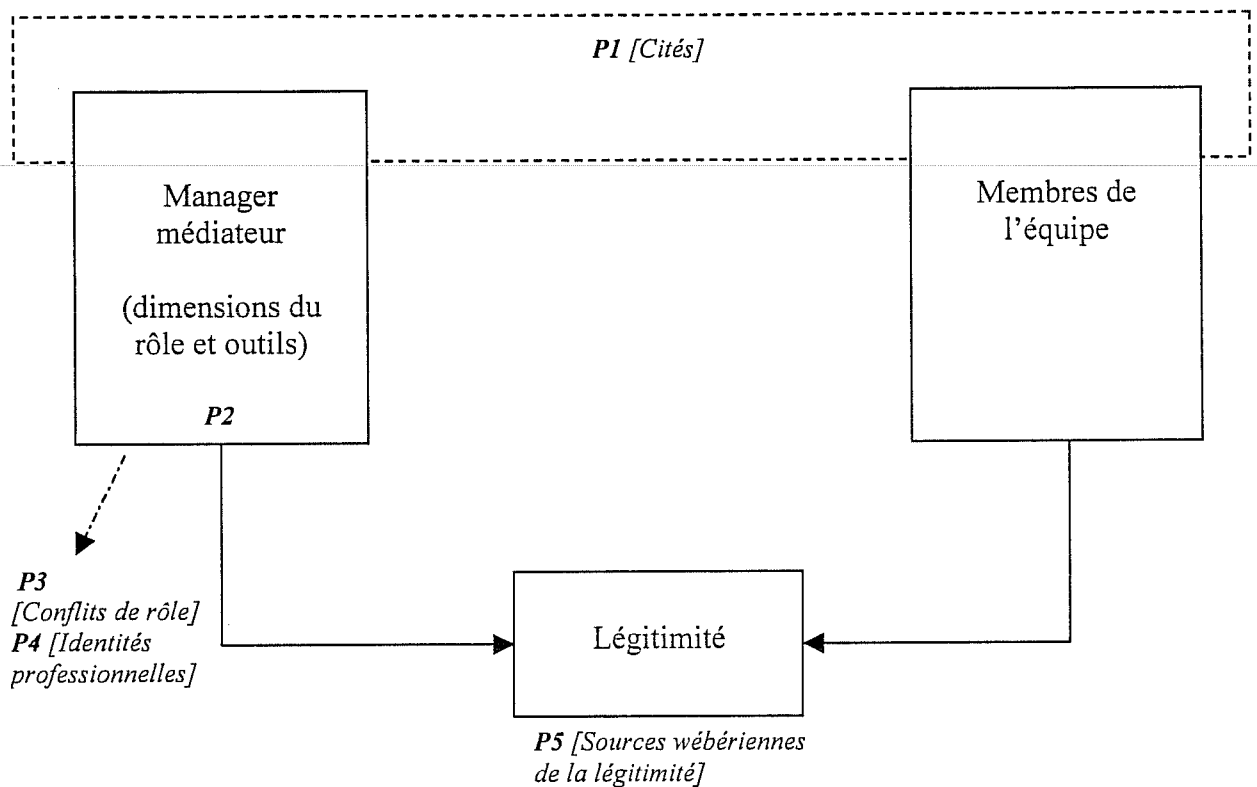 P1 [Cités]
Manager
médiateur
(dimensions du
rôle et outils)
P2
Membres de
l'équipe
P3
[Conflits de rôle]
P4 [Identités
professionnelles]
Légitimité
P5 [Sources wébériennes
de la légitimité]